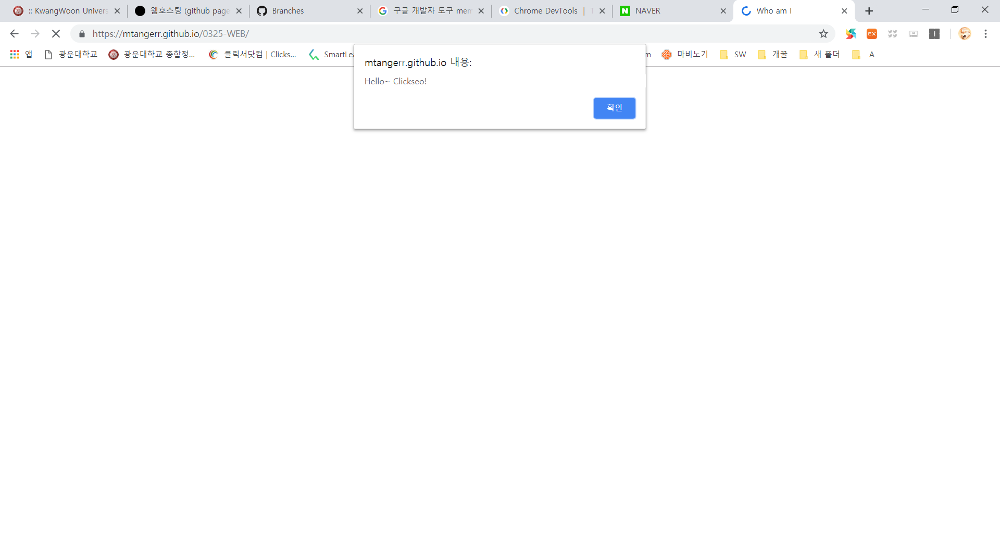 :: KwangWoon Univers
웹호스팅 (github page
Branches
구글 개발자 도구 mem
Chrome DevTools | T
NAVER
Who am I
https://mtangerr.github.io/0325-WEB/
EX
앱
광운대학교
광운대학교 종합정...
클릭서닷컴 | Clicks...
SmartLea
m
마비노기
SW
개꿀
새 폴더
A
mtangerr.github.io 내용:
Hello~ Clickseo!
확인